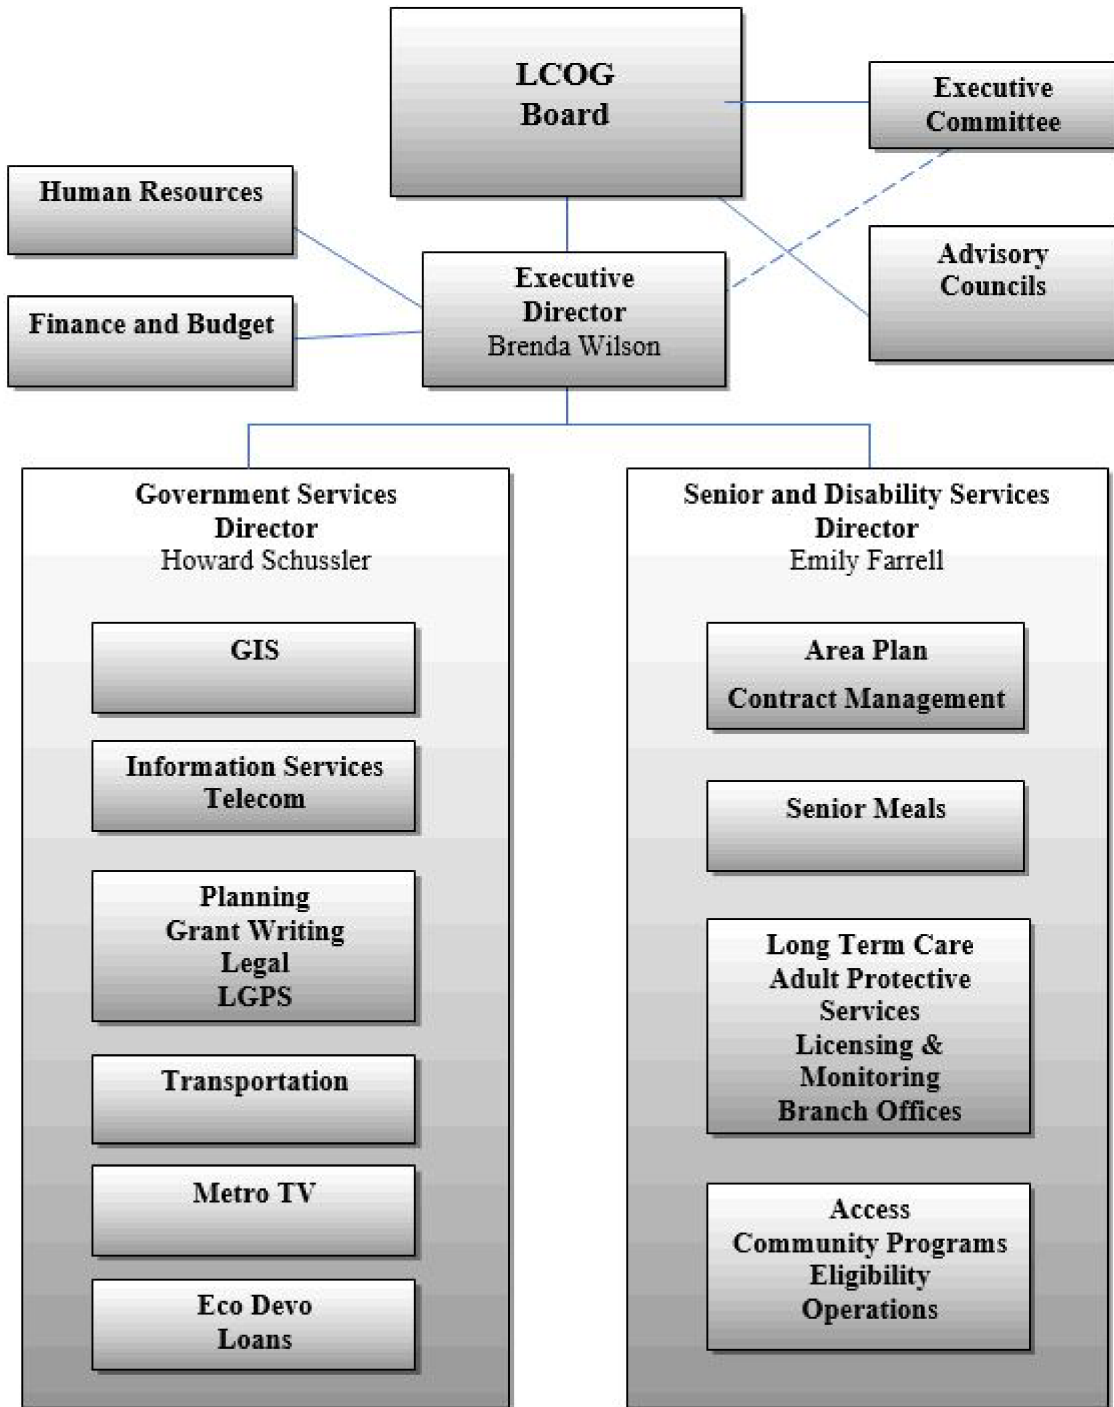 LCOG
Board
Executive
Committee
Human Resources
Advisory
Councils
Executive
Director
Brenda Wilson
Finance and Budget
Government Services
Director
Howard Schussler
GIS
Information Services
Telecom
Planning
Grant Writing
Legal
LGPS
Transportation
Metro TV
Eco Devo
Loans
Senior and Disability Services
Director
Emily Farrell
Area Plan
Contract Management
Senior Meals
Long Term Care
Adult Protective
Services
Licensing &
Monitoring
Branch Offices
Access
Community Programs
Eligibility
Operations